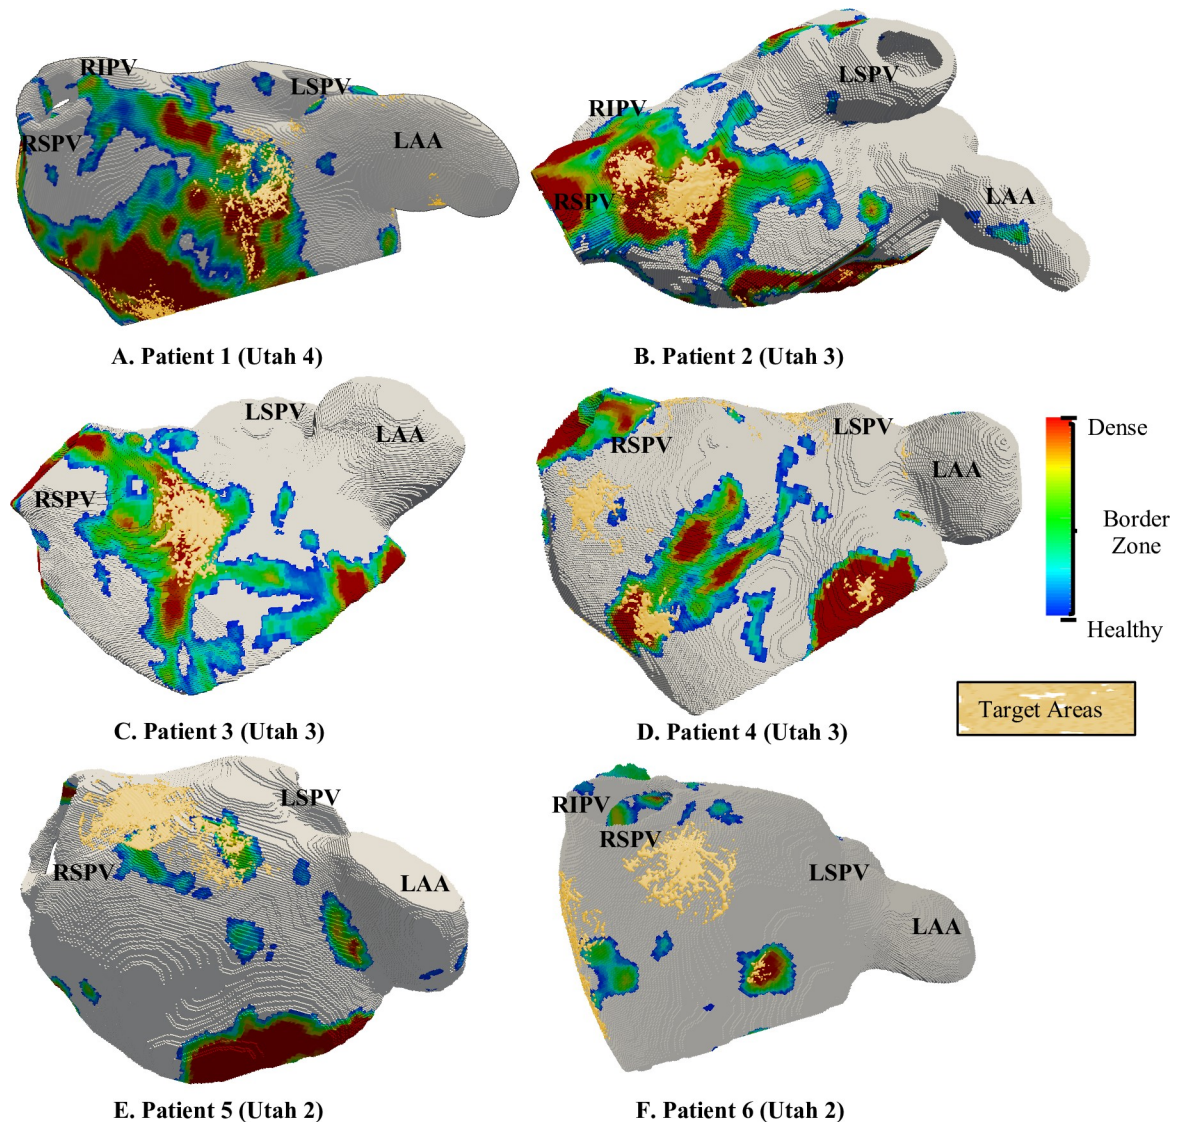 RIPV
LSPV
RSPV
LAA
A. Patient 1 (Utah 4)
LSPV
RIPV
RSPV
LAA
B. Patient 2 (Utah 3)
LSPV
LAA
RSPV
C. Patient 3 (Utah 3)
LSPV
RSPV
LAA
D. Patient 4 (Utah 3)
Dense
Border
Zone
Healthy
Target Areas
LSPV
RSPV
LAA
E. Patient 5 (Utah 2)
RIPV
RSPV
LSPV
LAA
F. Patient 6 (Utah 2)